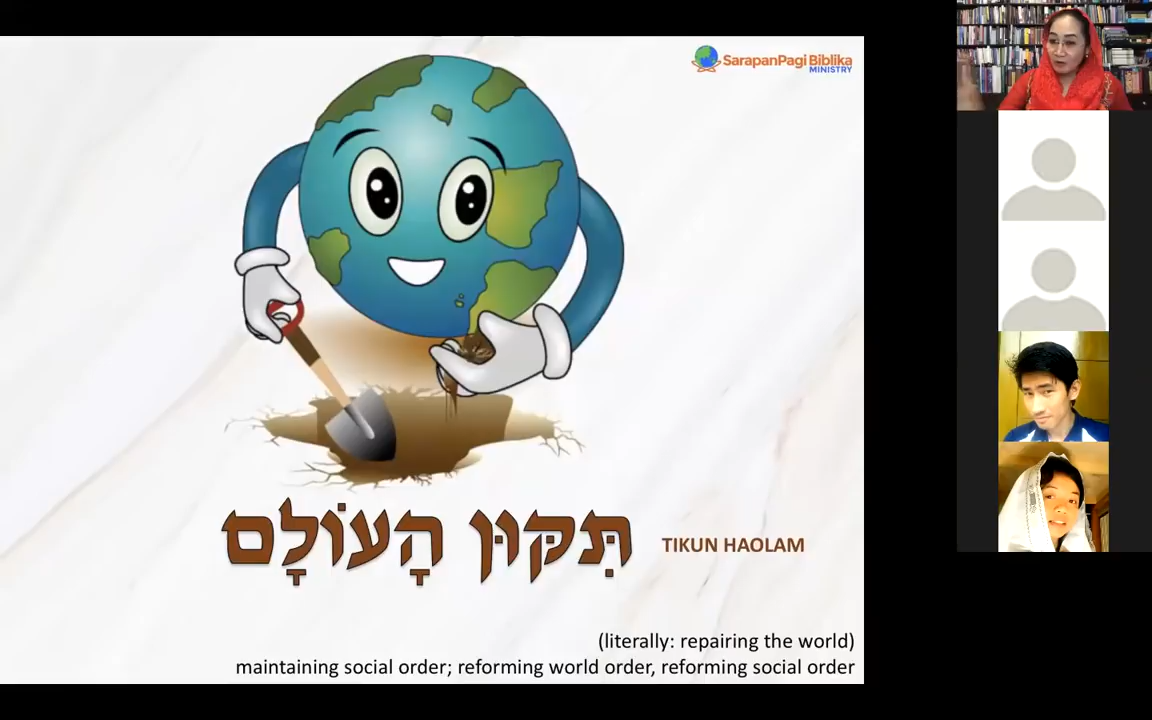 SarapanPagi Biblika
MINISTRY
תִּקּוּן הָעוֹלָם
TIKUN HAOLAM
(literally: repairing the world)
maintaining social order; reforming world order, reforming social order